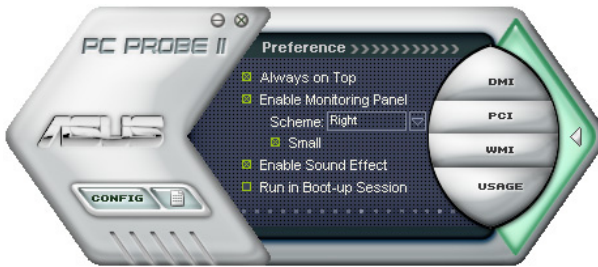 PC PROBE II
Preference >>>>>>>>>>>
Always on Top
Enable Monitoring Panel
Scheme: Right
Small
Enable Sound Effect
Run in Boot-up Session
ASUS
CONFIG
DMI
PCI
WMI
USAGE